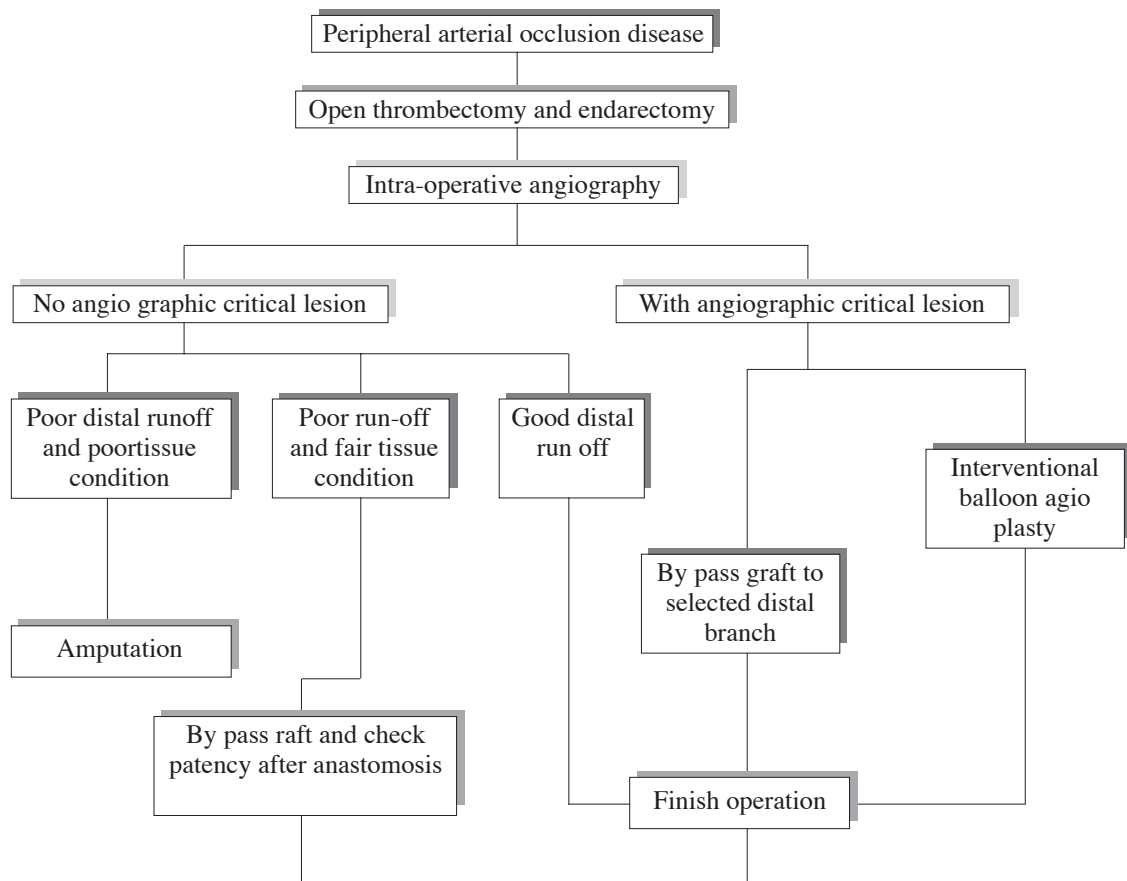 Peripheral arterial occlusion disease
Open thrombectomy and endarectomy
Intra-operative angiography
No angio graphic critical lesion
With angiographic critical lesion
Poor distal runoff
and poortissue
condition
Poor run-off
and fair tissue
condition
Good distal
run off
Interventional
balloon agio
plasty
By pass graft to
selected distal
branch
Amputation
By pass raft and check
patency after anastomosis
Finish operation